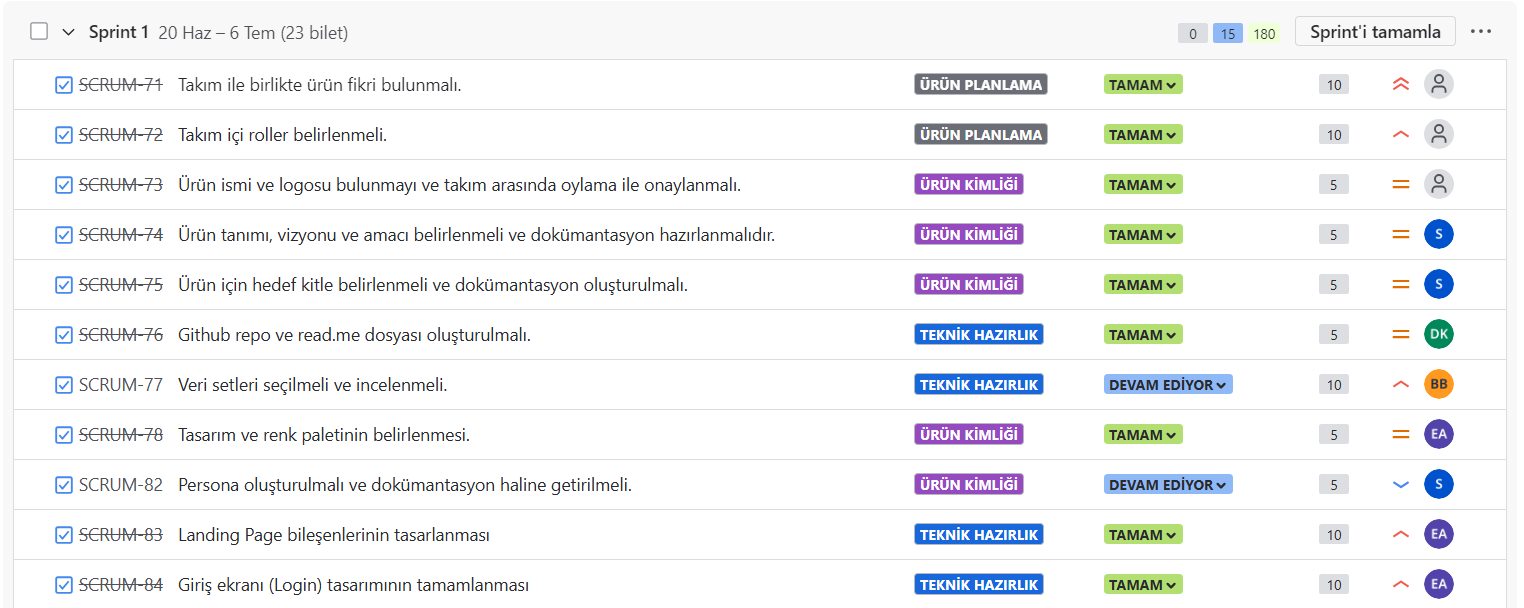 Sprint 1 20 Haz – 6 Tem (23 bilet) 0 15 180 Sprint'i tamamla
SCRUM-71 Takım ile birlikte ürün fikri bulunmalı. ÜRÜN PLANLAMA TAMAM 10
SCRUM-72 Takım içi roller belirlenmeli. ÜRÜN PLANLAMA TAMAM 10
SCRUM-73 Ürün ismi ve logosu bulunmayı ve takım arasında oylama ile onaylanmalı. ÜRÜN KİMLİĞİ TAMAM 5
SCRUM-74 Ürün tanımı, vizyonu ve amacı belirlenmeli ve dokümantasyon hazırlanmalıdır. ÜRÜN KİMLİĞİ TAMAM 5 S
SCRUM-75 Ürün için hedef kitle belirlenmeli ve dokümantasyon oluşturulmalı. ÜRÜN KİMLİĞİ TAMAM 5 S
SCRUM-76 Github repo ve read.me dosyası oluşturulmalı. TEKNİK HAZIRLIK TAMAM 5 DK
SCRUM-77 Veri setleri seçilmeli ve incelenmeli. TEKNİK HAZIRLIK DEVAM EDİYOR 10 BB
SCRUM-78 Tasarım ve renk paletinin belirlenmesi. ÜRÜN KİMLİĞİ TAMAM 5 EA
SCRUM-82 Persona oluşturulmalı ve dokümantasyon haline getirilmeli. ÜRÜN KİMLİĞİ DEVAM EDİYOR 5 S
SCRUM-83 Landing Page bileşenlerinin tasarlanması TEKNİK HAZIRLIK TAMAM 10 EA
SCRUM-84 Giriş ekranı (Login) tasarımının tamamlanması TEKNİK HAZIRLIK TAMAM 10 EA